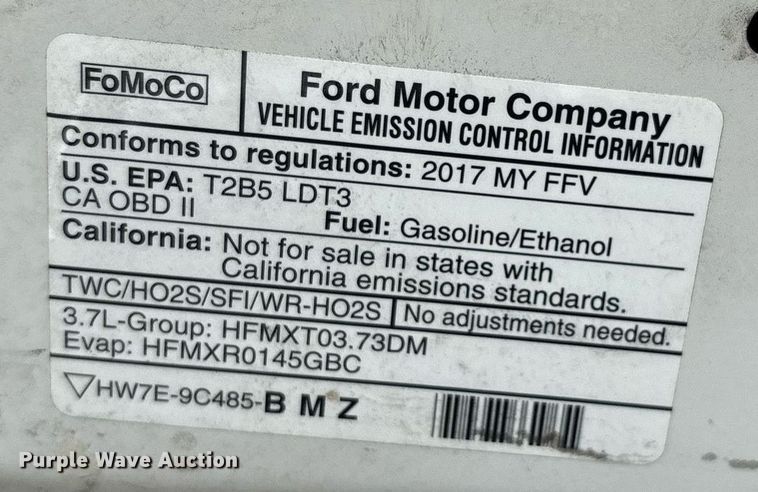 FoMoCo
Ford Motor Company
VEHICLE EMISSION CONTROL INFORMATION
Conforms to regulations: 2017 MY FFV
U.S. EPA: T2B5 LDT3
CA OBD II Fuel: Gasoline/Ethanol
California: Not for sale in states with
California emissions standards.
TWC/HO2S/SFI/WR-HO2S No adjustments needed.
3.7L-Group: HFMXT03.73DM
Evap: HFMXR0145GBC
HW7E-9C485-B M Z
Purple Wave Auction